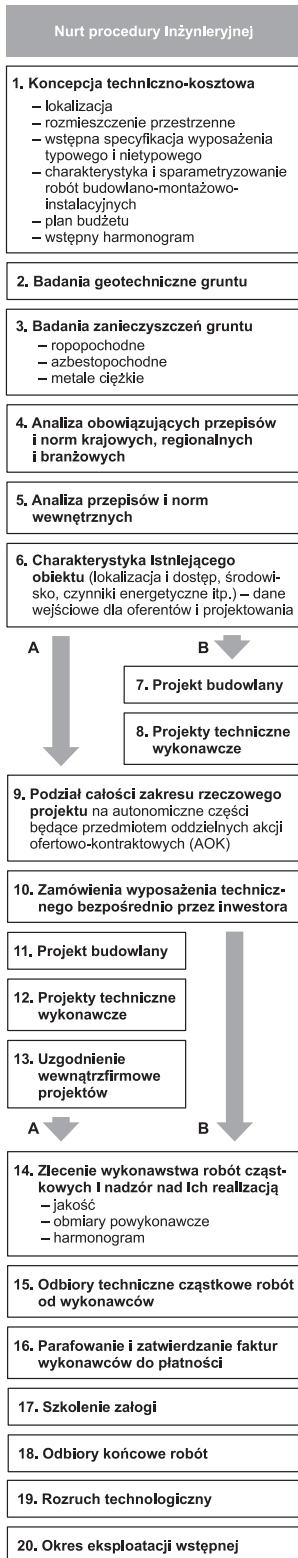 Nurt procedury Inżynieryjnej
1. Koncepcja techniczno-kosztowa
– lokalizacja
– rozmieszczenie przestrzenne
– wstępna specyfikacja wyposażenia
typowego i nietypowego
– charakterystyka i sparametryzowanie
robót budowlano-montażowo-
instalacyjnych
– plan budżetu
– wstępny harmonogram
2. Badania geotechniczne gruntu
3. Badania zanieczyszczeń gruntu
– ropopochodne
– azbestopochodne
– metale ciężkie
4. Analiza obowiązujących przepisów
i norm krajowych, regionalnych
i branżowych
5. Analiza przepisów i norm
wewnętrznych
6. Charakterystyka Istnlejącego
obiektu (lokalizacja i dostęp, środowi-
sko, czynniki energetyczne itp.) – dane
wejściowe dla oferentów i projektowania
A B
7. Projekt budowlany
8. Projekty techniczne
wykonawcze
9. Podział całości zakresu rzeczowego
projektu na autonomiczne części
będące przedmiotem oddzielnych akcji
ofertowo-kontraktowych (AOK)
10. Zamówienia wyposażenia technicz-
nego bezpośrednio przez inwestora
11. Projekt budowlany
12. Projekty techniczne
wykonawcze
13. Uzgodnienie
wewnątrzfirmowe
projektów
A B
14. Zlecenie wykonawstwa robót cząst-
kowych I nadzór nad Ich realizacją
– jakość
– obmiary powykonawcze
– harmonogram
15. Odbiory techniczne cząstkowe robót
od wykonawców
16. Parafowanie i zatwierdzanie faktur
wykonawców do płatności
17. Szkolenie załogi
18. Odbiory końcowe robót
19. Rozruch technologiczny
20. Okres eksploatacji wstępnej